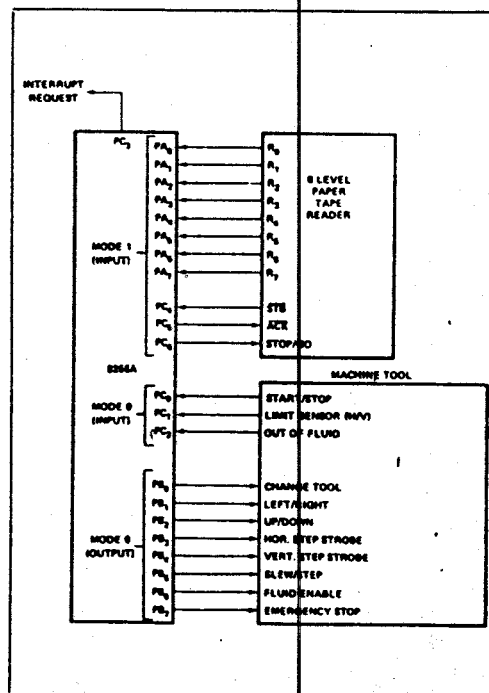 INTERRUPT
REQUEST
PC3
PA0 R0
PA1 R1
PA2 R2
PA3 R3
PA4 R4
PA5 R5
PA6 R6
PA7 R7
8 LEVEL
PAPER
TAPE
READER
MODE 1
(INPUT)
PC4 STB
PC5 ACK
PC6 STOP/GO
8255A
MACHINE TOOL
MODE 0
(INPUT)
PC0 START/STOP
PC1 LIMIT SENSOR (H/V)
PC2 OUT OF FLUID
MODE 0
(OUTPUT)
PB0 CHANGE TOOL
PB1 LEFT/RIGHT
PB2 UP/DOWN
PB3 HOR. STEP STROBE
PB4 VERT. STEP STROBE
PB5 SLEW/STEP
PB6 FLUID ENABLE
PB7 EMERGENCY STOP